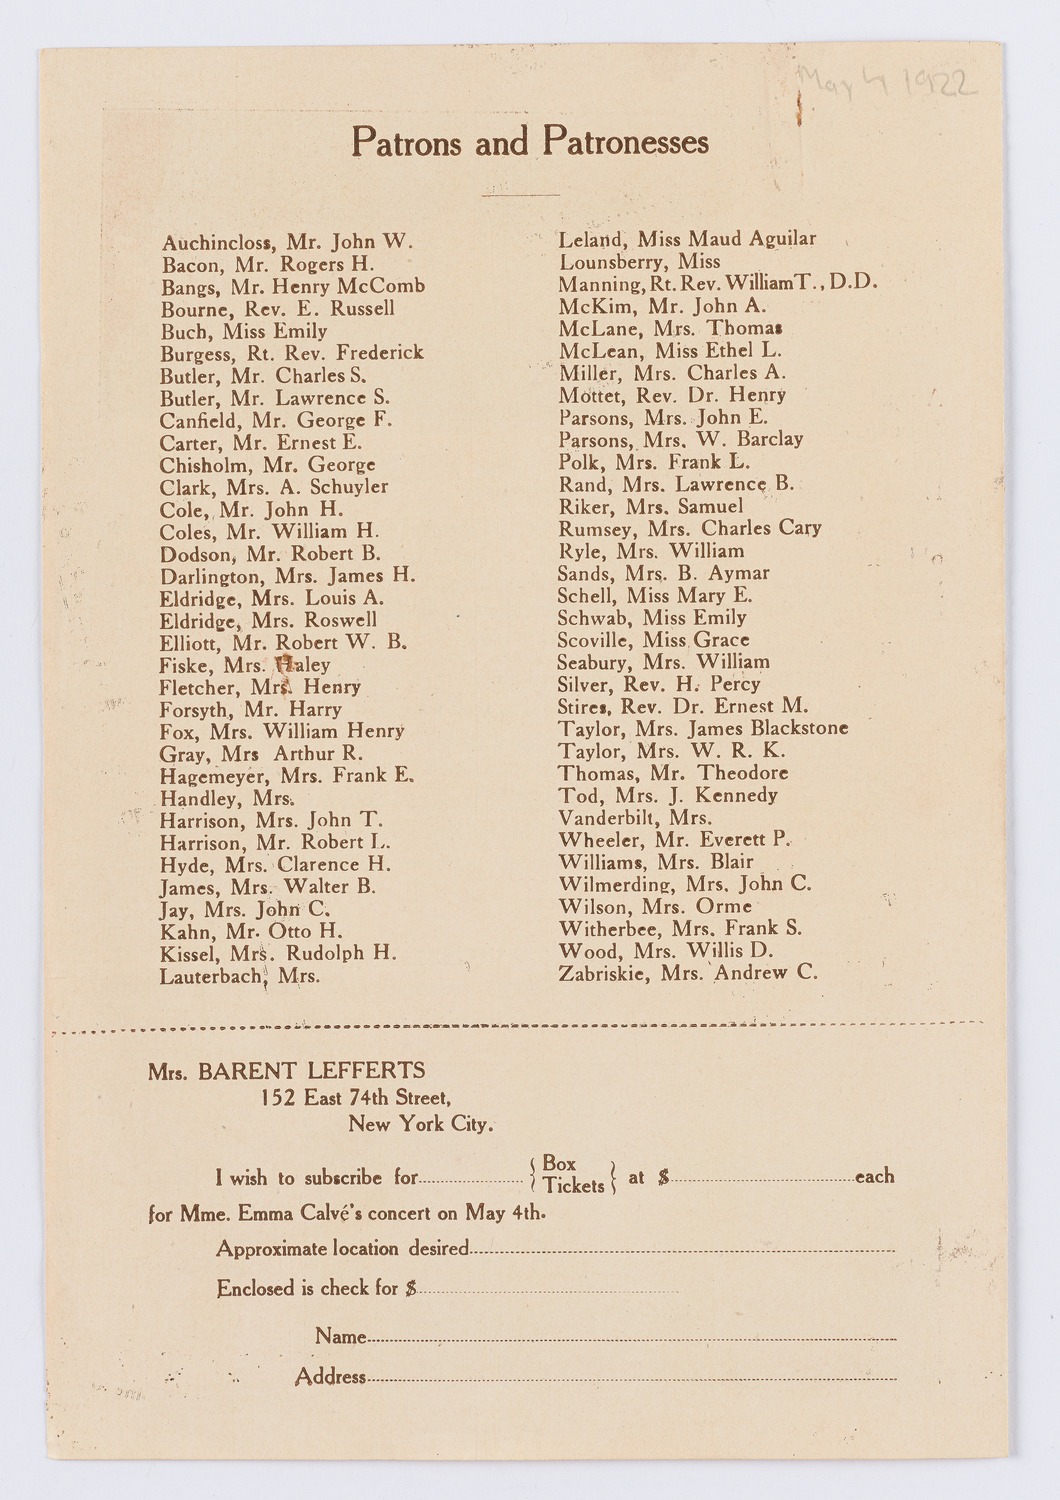 May 4 1922
Patrons and Patronesses
Auchincloss, Mr. John W.
Bacon, Mr. Rogers H.
Bangs, Mr. Henry McComb
Bourne, Rev. E. Russell
Buch, Miss Emily
Burgess, Rt. Rev. Frederick
Butler, Mr. Charles S.
Butler, Mr. Lawrence S.
Canfield, Mr. George F.
Carter, Mr. Ernest E.
Chisholm, Mr. George
Clark, Mrs. A. Schuyler
Cole, Mr. John H.
Coles, Mr. William H.
Dodson, Mr. Robert B.
Darlington, Mrs. James H.
Eldridge, Mrs. Louis A.
Eldridge, Mrs. Roswell
Elliott, Mr. Robert W. B.
Fiske, Mrs. Haley
Fletcher, Mrs. Henry
Forsyth, Mr. Harry
Fox, Mrs. William Henry
Gray, Mrs Arthur R.
Hagemeyer, Mrs. Frank E.
Handley, Mrs.
Harrison, Mrs. John T.
Harrison, Mr. Robert L.
Hyde, Mrs. Clarence H.
James, Mrs. Walter B.
Jay, Mrs. John C.
Kahn, Mr. Otto H.
Kissel, Mrs. Rudolph H.
Lauterbach, Mrs.
Leland, Miss Maud Aguilar
Lounsberry, Miss
Manning, Rt. Rev. William T., D.D.
McKim, Mr. John A.
McLane, Mrs. Thomas
McLean, Miss Ethel L.
Miller, Mrs. Charles A.
Mottet, Rev. Dr. Henry
Parsons, Mrs. John E.
Parsons, Mrs. W. Barclay
Polk, Mrs. Frank L.
Rand, Mrs. Lawrence B.
Riker, Mrs. Samuel
Rumsey, Mrs. Charles Cary
Ryle, Mrs. William
Sands, Mrs. B. Aymar
Schell, Miss Mary E.
Schwab, Miss Emily
Scoville, Miss Grace
Seabury, Mrs. William
Silver, Rev. H. Percy
Stires, Rev. Dr. Ernest M.
Taylor, Mrs. James Blackstone
Taylor, Mrs. W. R. K.
Thomas, Mr. Theodore
Tod, Mrs. J. Kennedy
Vanderbilt, Mrs.
Wheeler, Mr. Everett P.
Williams, Mrs. Blair
Wilmerding, Mrs. John C.
Wilson, Mrs. Orme
Witherbee, Mrs. Frank S.
Wood, Mrs. Willis D.
Zabriskie, Mrs. Andrew C.
Mrs. BARENT LEFFERTS
152 East 74th Street,
New York City.
I wish to subscribe for.......... { Box Tickets } at $..........each
for Mme. Emma Calvé's concert on May 4th.
Approximate location desired..........
Enclosed is check for $..........
Name..........
Address..........